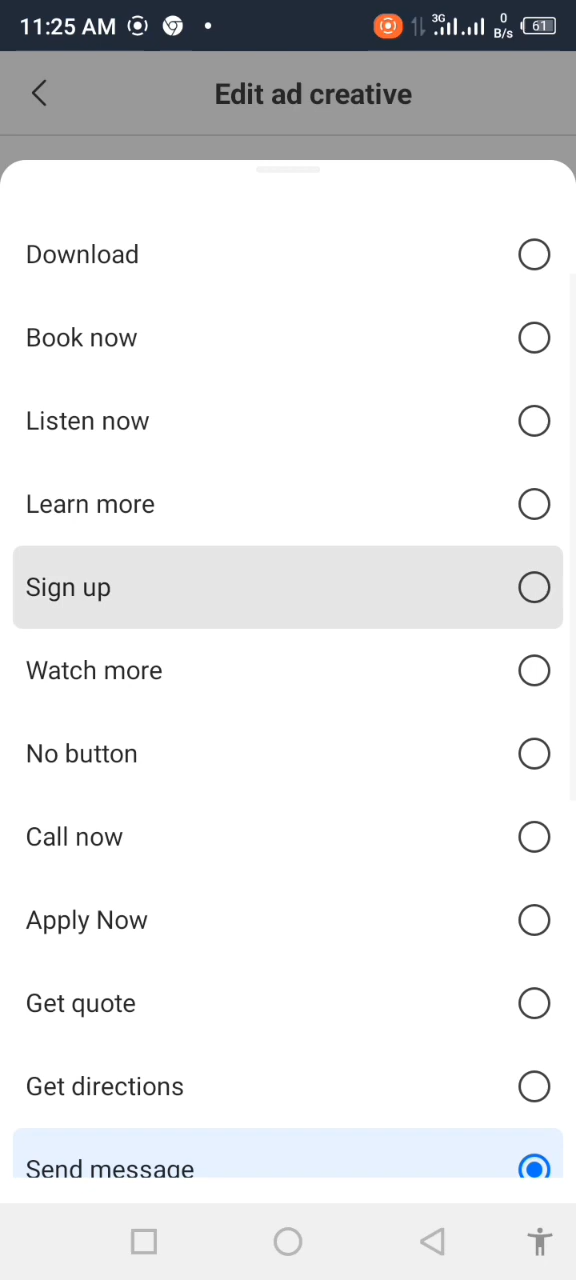 11:25 AM
3G
0 B/s
61
Edit ad creative
Download
Book now
Listen now
Learn more
Sign up
Watch more
No button
Call now
Apply Now
Get quote
Get directions
Send message